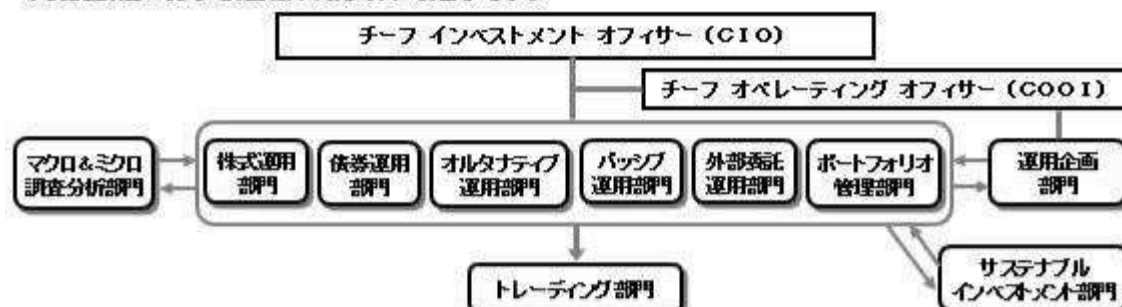 チーフ インベストメント オフィサー（CIO）
チーフ オペレーティング オフィサー（COOI）
マクロ＆ミクロ
調査分析部門
株式運用
部門
債券運用
部門
オルタナティブ
運用部門
パッシブ
運用部門
外部委託
運用部門
ポートフォリオ
管理部門
運用企画
部門
トレーディング部門
サステナブル
インベストメント部門